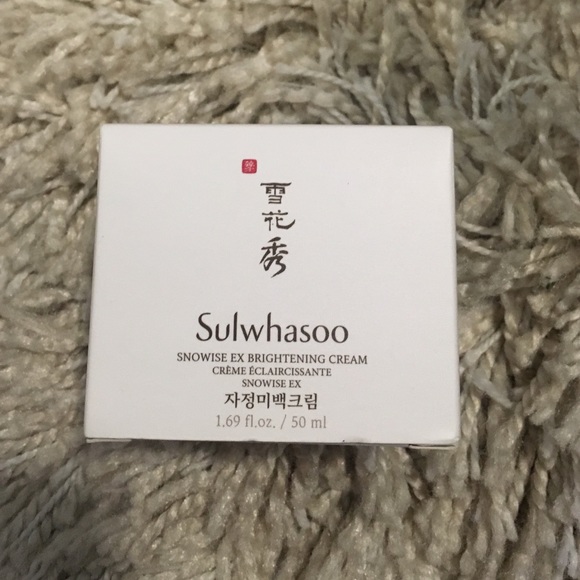 雪
花
秀
Sulwhasoo
SNOWISE EX BRIGHTENING CREAM
CRÈME ÉCLAIRCISSANTE
SNOWISE EX
자정미백크림
1.69 fl.oz. / 50 ml